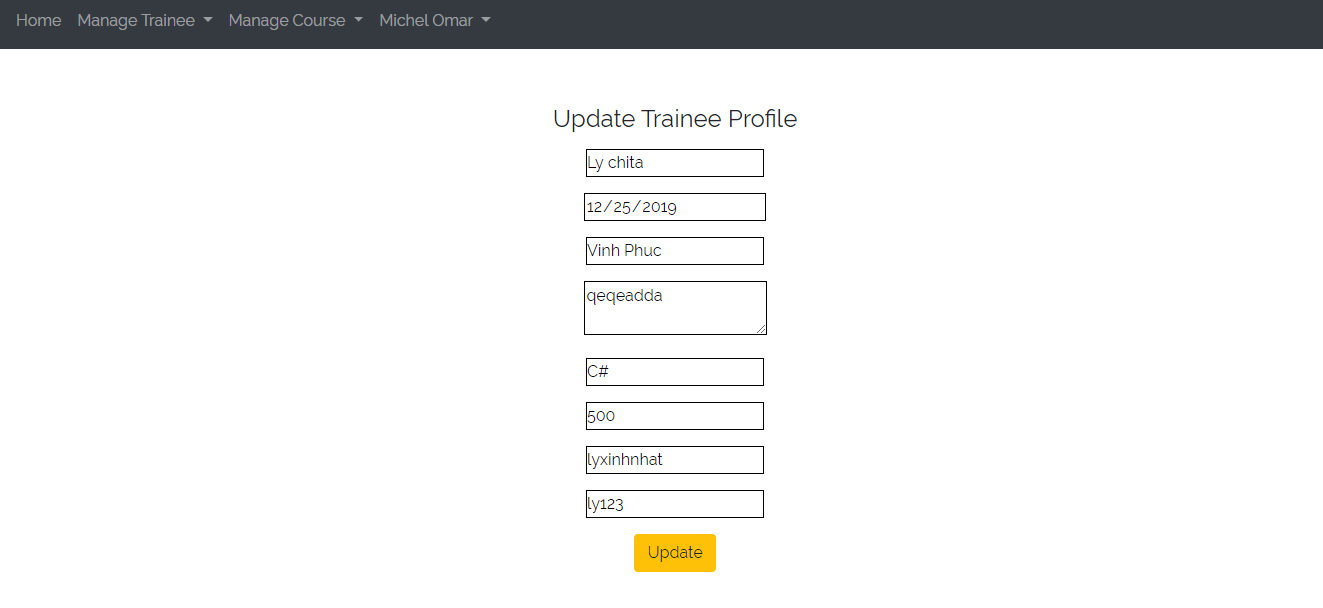 Home Manage Trainee Manage Course Michel Omar
Update Trainee Profile
Ly chita
12/25/2019
Vinh Phuc
qeqeadda
C#
500
lyxinhnhat
ly123
Update